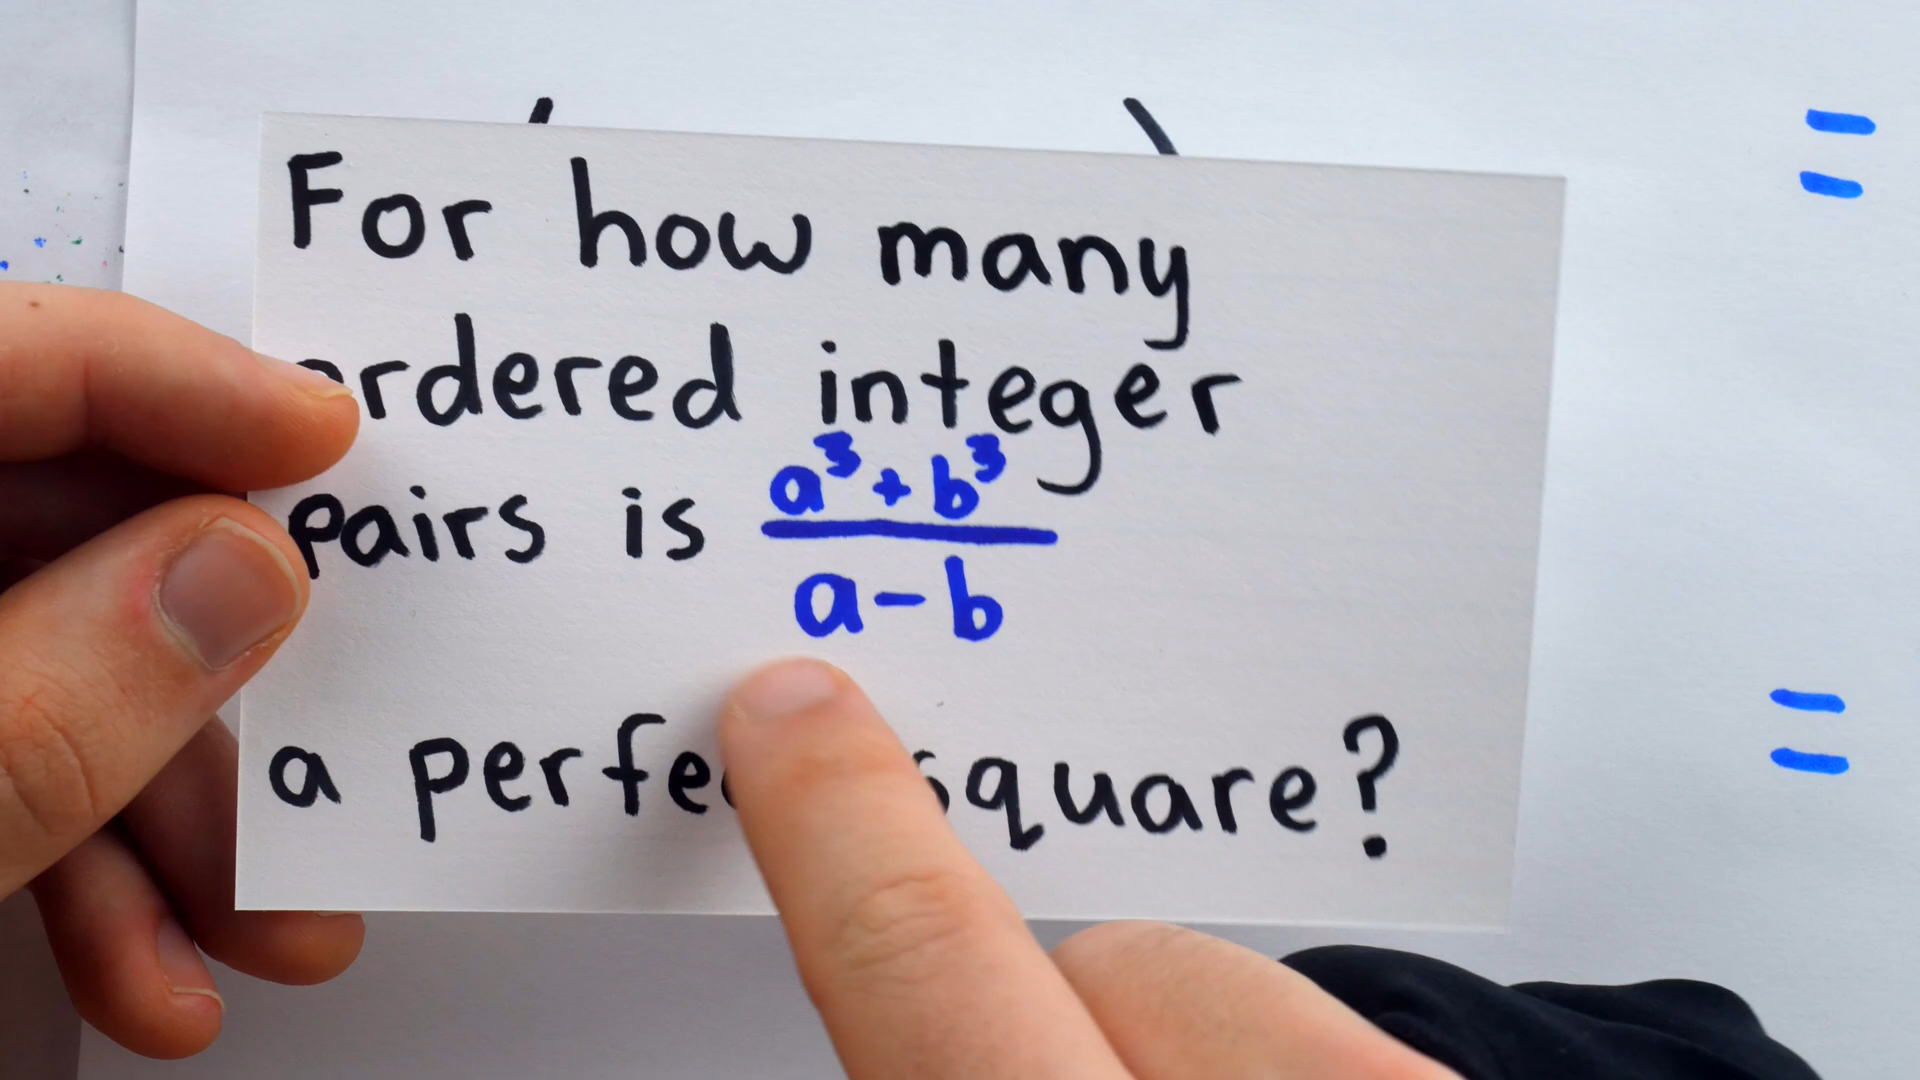 For how many
ordered integer
pairs is a³+b³/a-b
a perfect square?
=
=